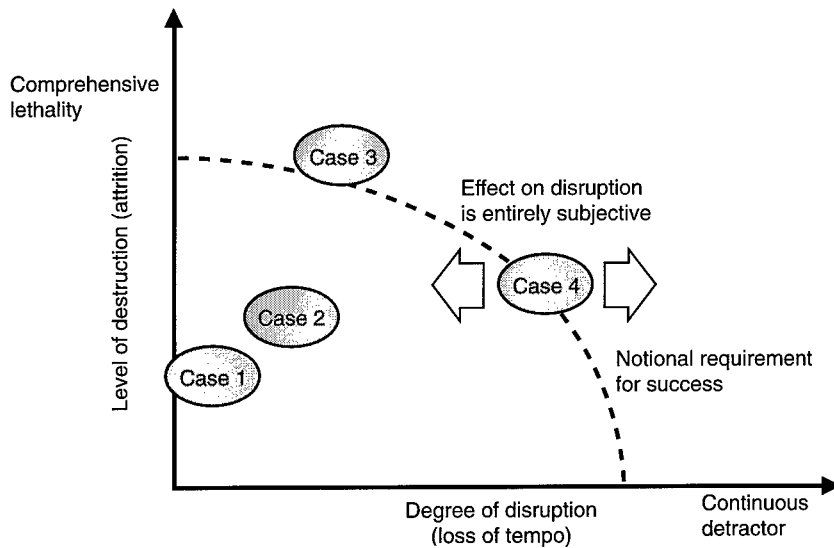 Comprehensive
lethality
Level of destruction (attrition)
Case 3
Effect on disruption
is entirely subjective
Case 4
Case 2
Case 1
Notional requirement
for success
Degree of disruption
(loss of tempo)
Continuous
detractor